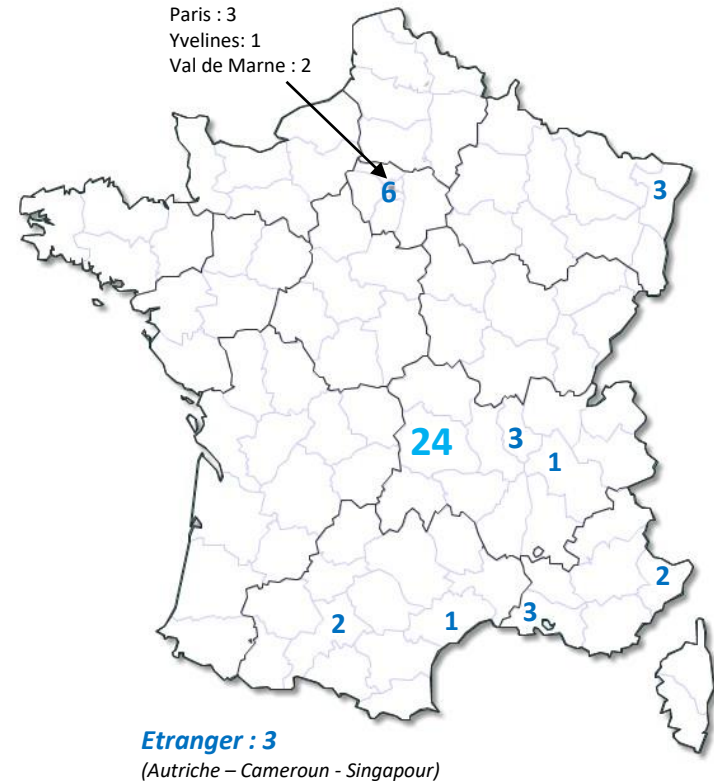 Paris : 3
Yvelines: 1
Val de Marne : 2
6
3
24
3
1
2
2
1
3
Etranger : 3
(Autriche – Cameroun - Singapour)